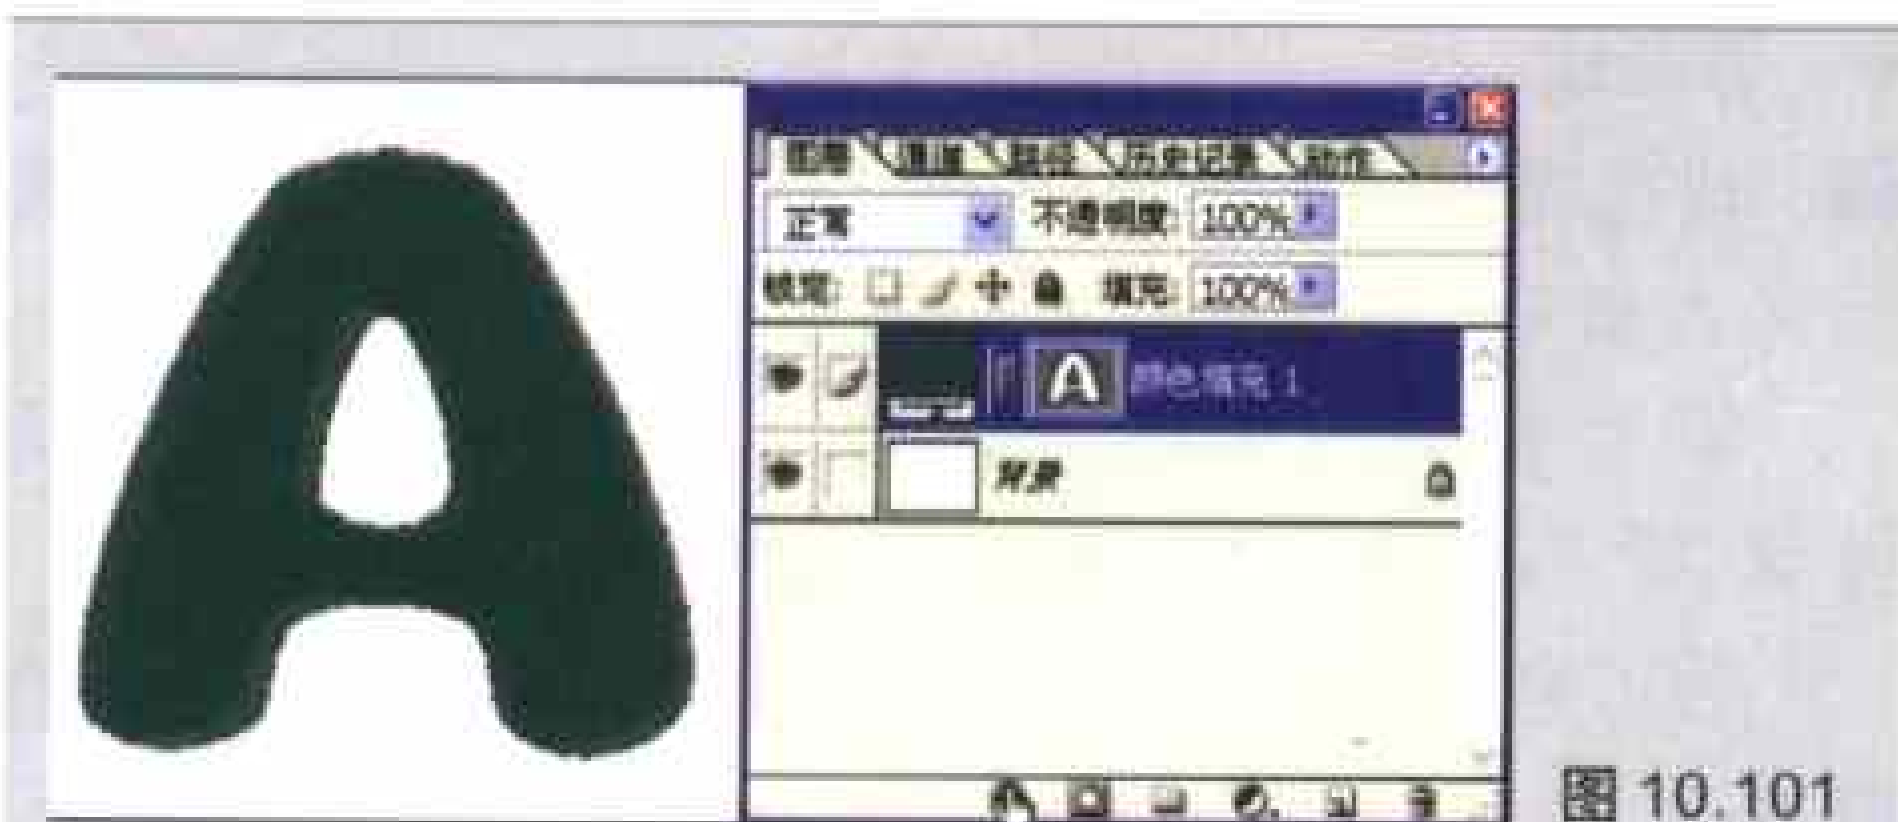 A
图层 通道 路径 历史记录 动作
正常 不透明度: 100%
锁定: 填充: 100%
A 颜色填充 1
背景
图 10.101